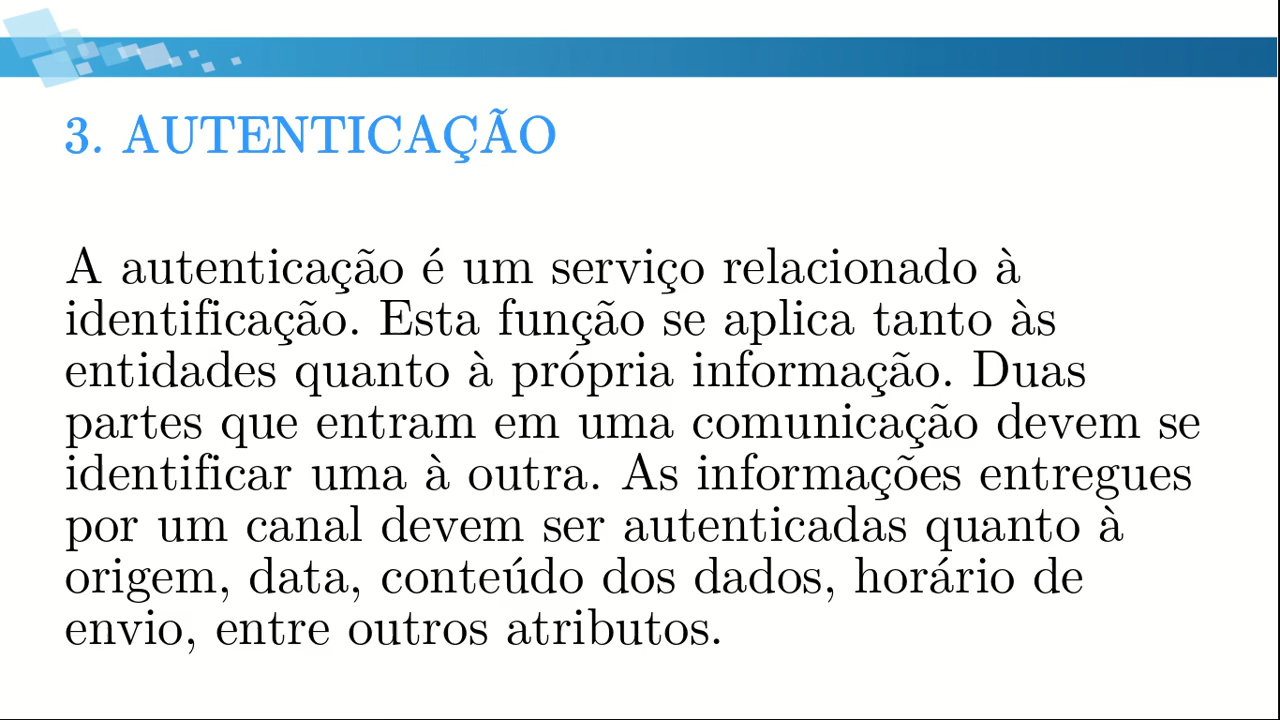 3. AUTENTICAÇÃO
A autenticação é um serviço relacionado à
identificação. Esta função se aplica tanto às
entidades quanto à própria informação. Duas
partes que entram em uma comunicação devem se
identificar uma à outra. As informações entregues
por um canal devem ser autenticadas quanto à
origem, data, conteúdo dos dados, horário de
envio, entre outros atributos.